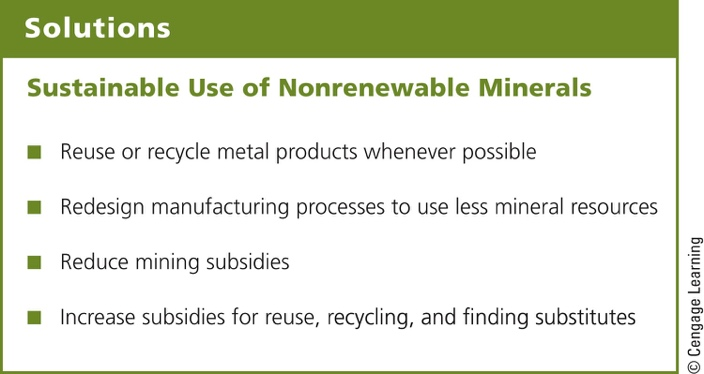 Solutions
Sustainable Use of Nonrenewable Minerals
■ Reuse or recycle metal products whenever possible
■ Redesign manufacturing processes to use less mineral resources
■ Reduce mining subsidies
■ Increase subsidies for reuse, recycling, and finding substitutes
© Cengage Learning